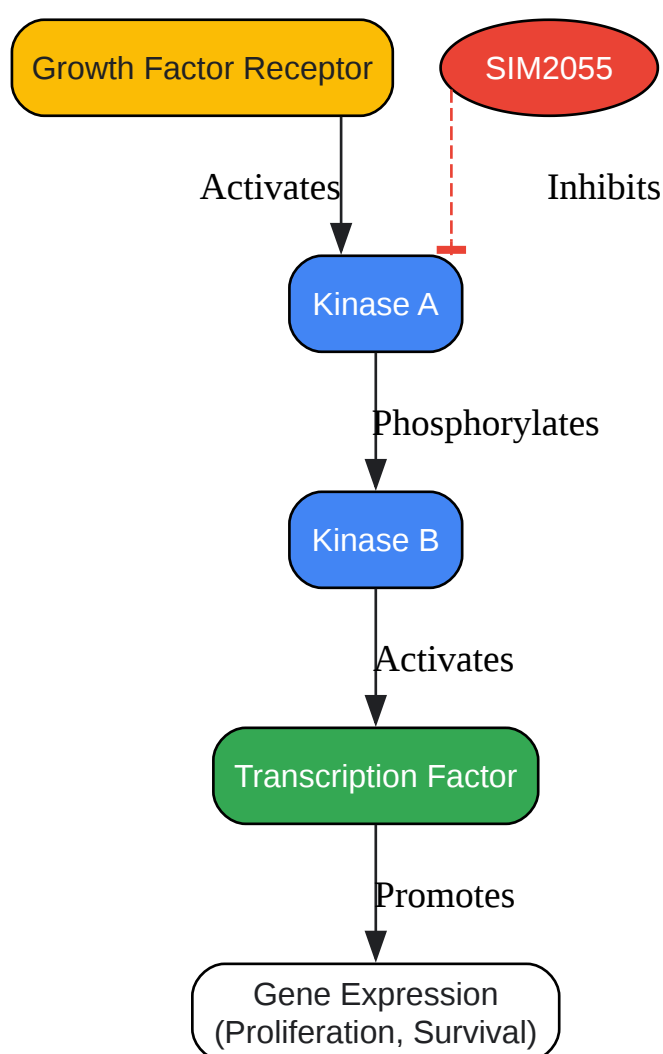 Growth Factor Receptor
SIM2055
Activates
Inhibits
Kinase A
Phosphorylates
Kinase B
Activates
Transcription Factor
Promotes
Gene Expression
(Proliferation, Survival)